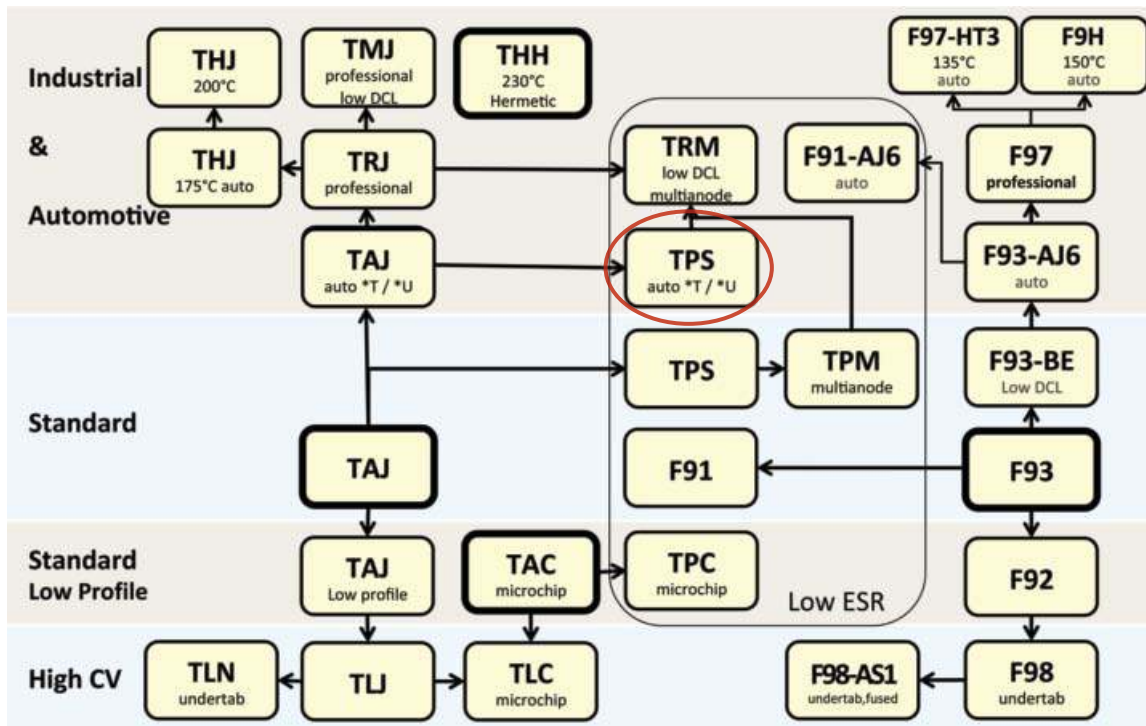 Industrial
&
Automotive
THJ
200°C
TMJ
professional
low DCL
THH
230°C
Hermetic
F97-HT3
135°C
auto
F9H
150°C
auto
THJ
175°C auto
TRJ
professional
TRM
low DCL
multianode
F91-AJ6
auto
F97
professional
TAJ
auto *T / *U
TPS
auto *T / *U
F93-AJ6
auto
Standard
TPS
TPM
multianode
F93-BE
Low DCL
TAJ
F91
F93
Standard
Low Profile
TAJ
Low profile
TAC
microchip
TPC
microchip
Low ESR
F92
High CV
TLN
undertab
TLJ
TLC
microchip
F98-AS1
undertab,fused
F98
undertab